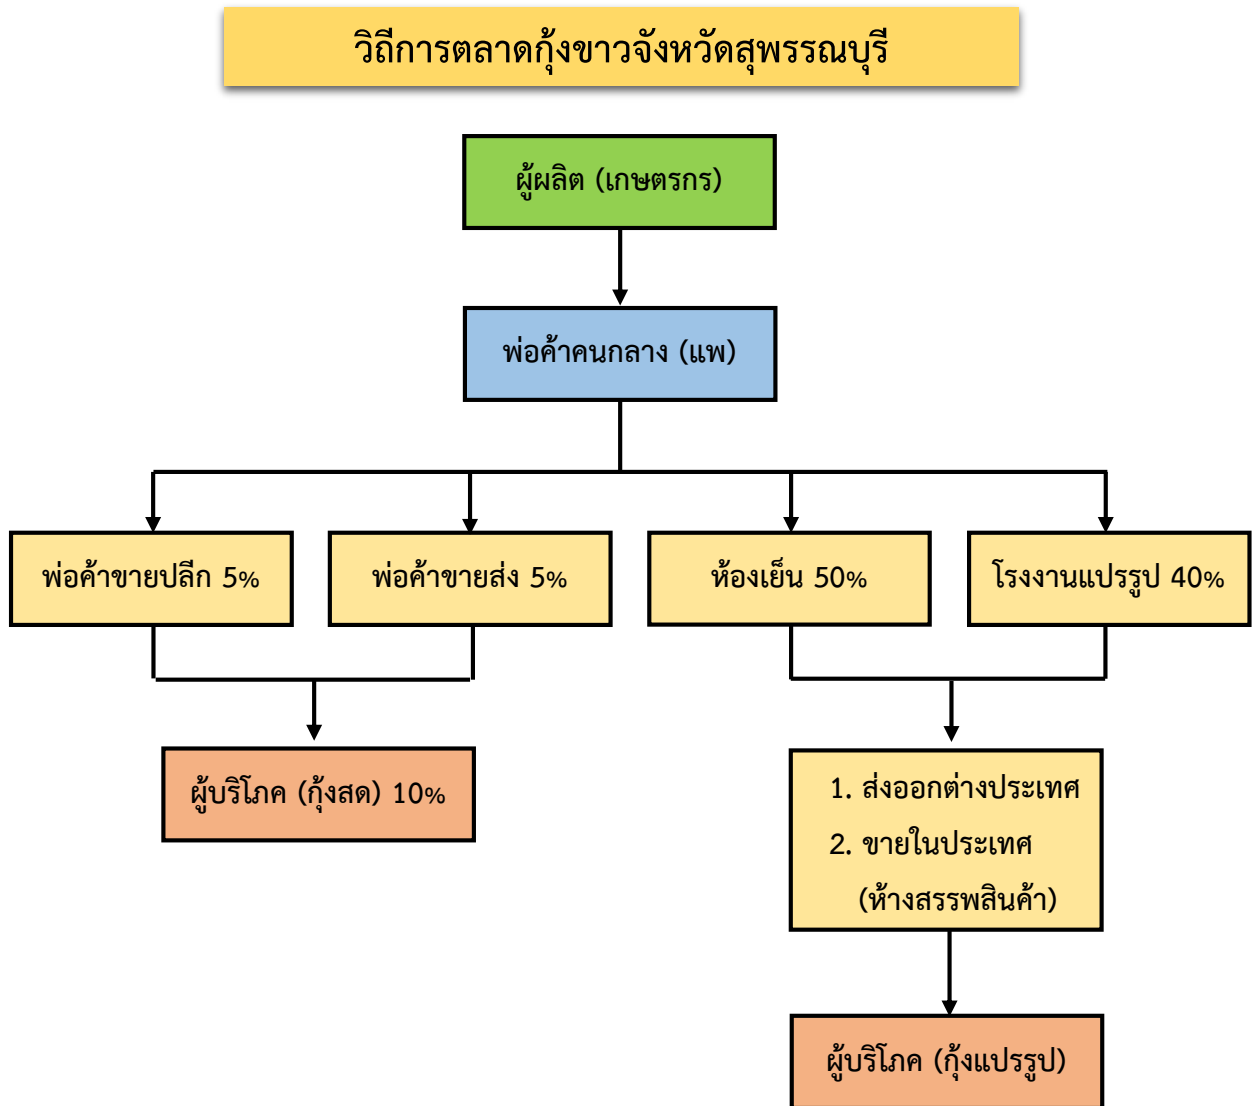 วิถีการตลาดกุ้งขาวจังหวัดสุพรรณบุรี
ผู้ผลิต (เกษตรกร)
พ่อค้าคนกลาง (แพ)
พ่อค้าขายปลีก 5%
พ่อค้าขายส่ง 5%
ห้องเย็น 50%
โรงงานแปรรูป 40%
ผู้บริโภค (กุ้งสด) 10%
1. ส่งออกต่างประเทศ
2. ขายในประเทศ
(ห้างสรรพสินค้า)
ผู้บริโภค (กุ้งแปรรูป)